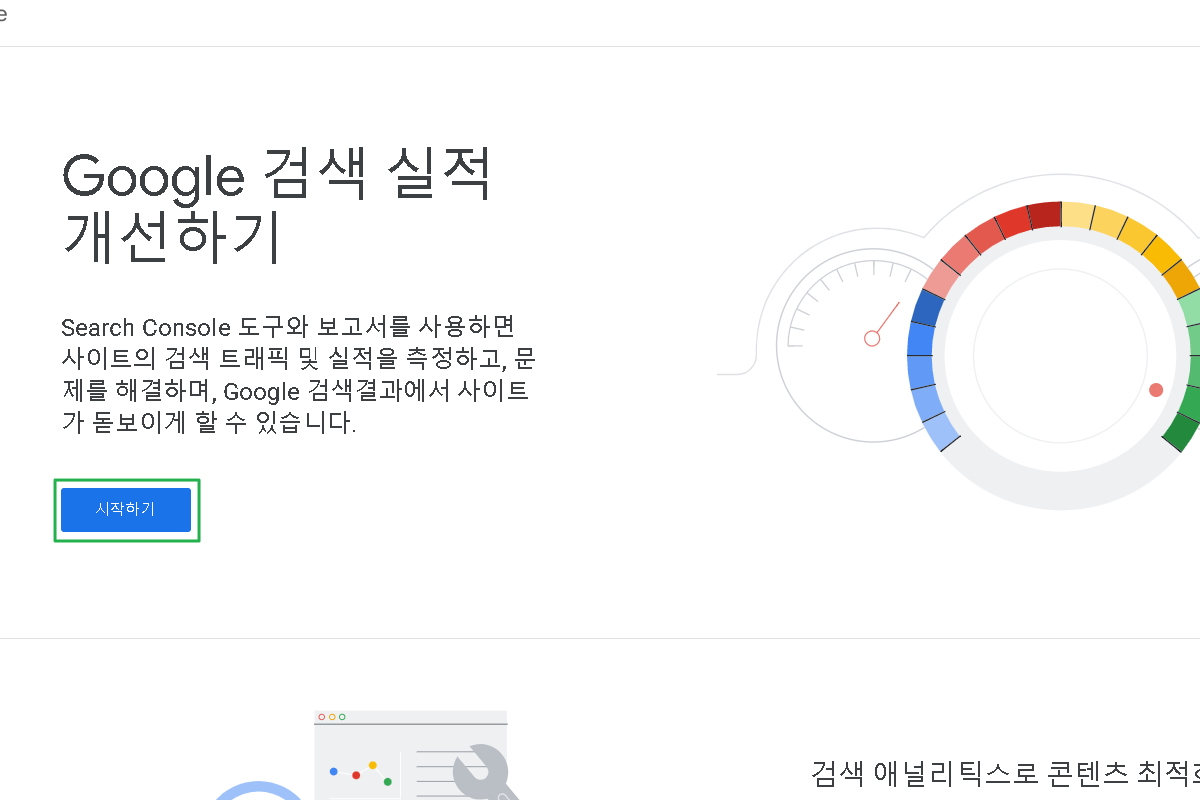 Google 검색 실적
개선하기
Search Console 도구와 보고서를 사용하면
사이트의 검색 트래픽 및 실적을 측정하고, 문
제를 해결하며, Google 검색결과에서 사이트
가 돋보이게 할 수 있습니다.
시작하기
검색 애널리틱스로 콘텐츠